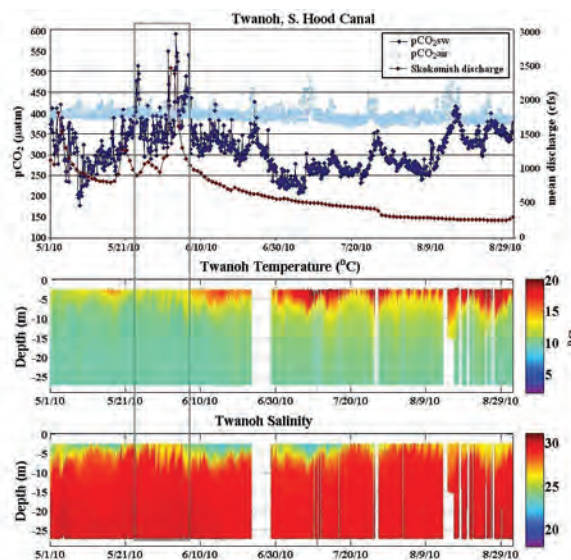 Twanoh, S. Hood Canal
pCO2sw
pCO2air
Skokomish discharge
pCO2 (µatm)
600
550
500
450
400
350
300
250
200
150
100
3000
2500
2000
1500
1000
500
0
mean discharge (cfs)
5/1/10 5/21/10 6/10/10 6/30/10 7/20/10 8/9/10 8/29/10
Twanoh Temperature (°C)
Depth (m)
0
-5
-10
-15
-20
-25
20
15
10
5
5/1/10 5/21/10 6/10/10 6/30/10 7/20/10 8/9/10 8/29/10
Twanoh Salinity
Depth (m)
0
-5
-10
-15
-20
-25
30
25
20
5/1/10 5/21/10 6/10/10 6/30/10 7/20/10 8/9/10 8/29/10